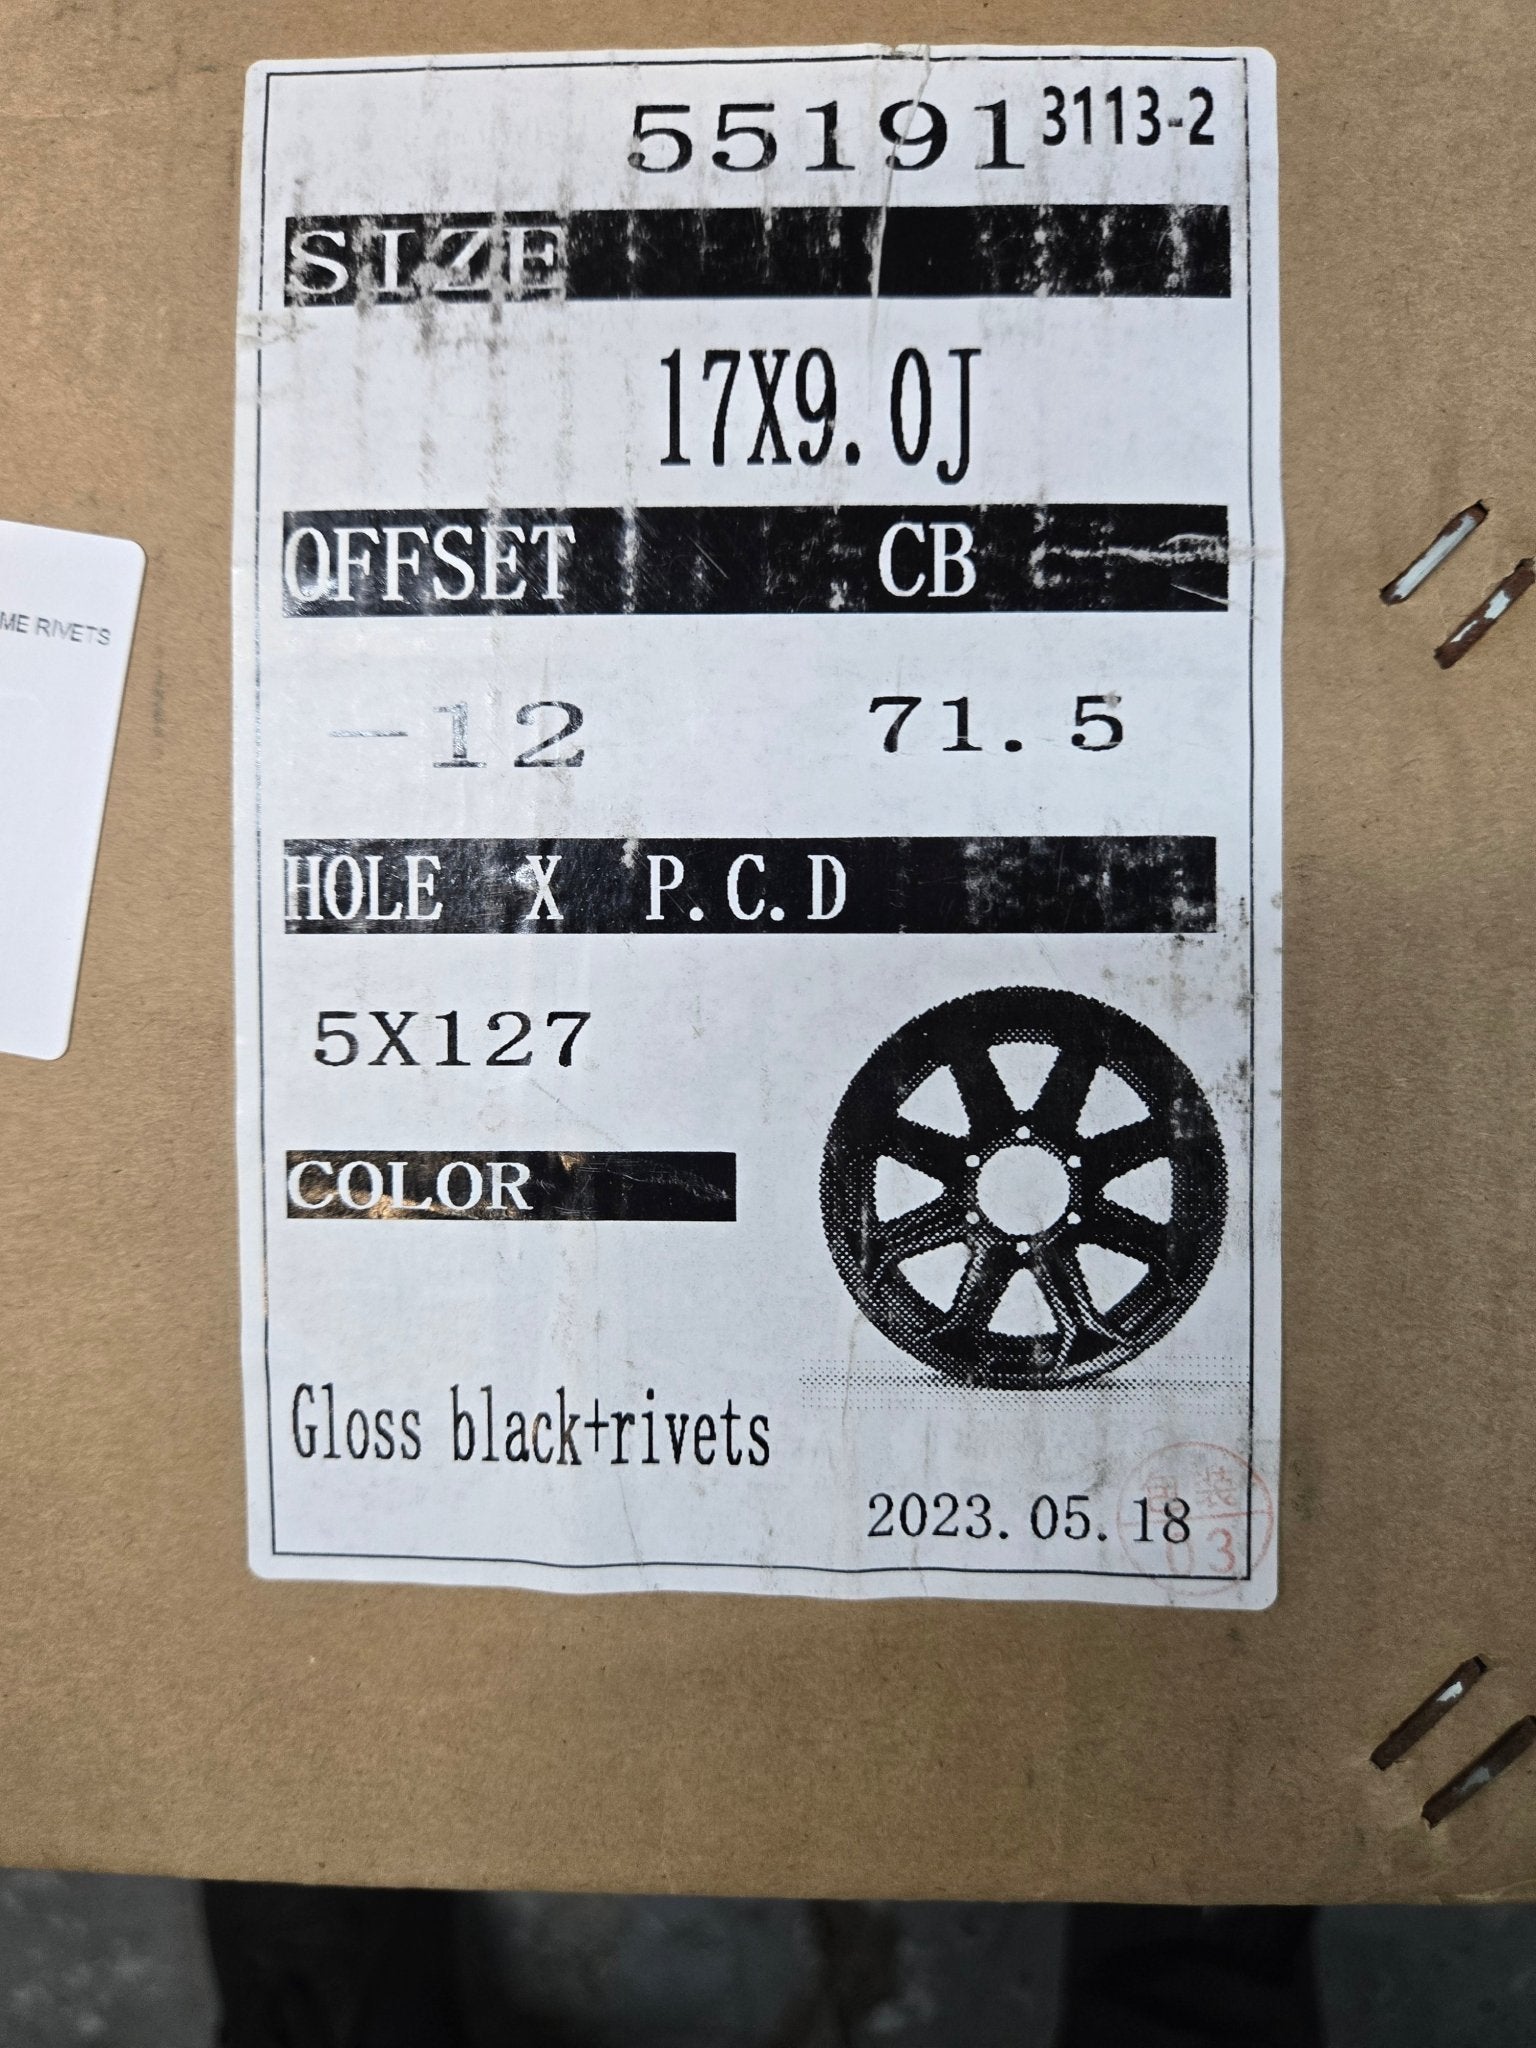 55191 3113-2
SIZE
17X9.0J
OFFSET CB
-12 71.5
HOLE X P.C.D
5X127
COLOR
Gloss black+rivets
2023.05.18
03
ME RIVETS